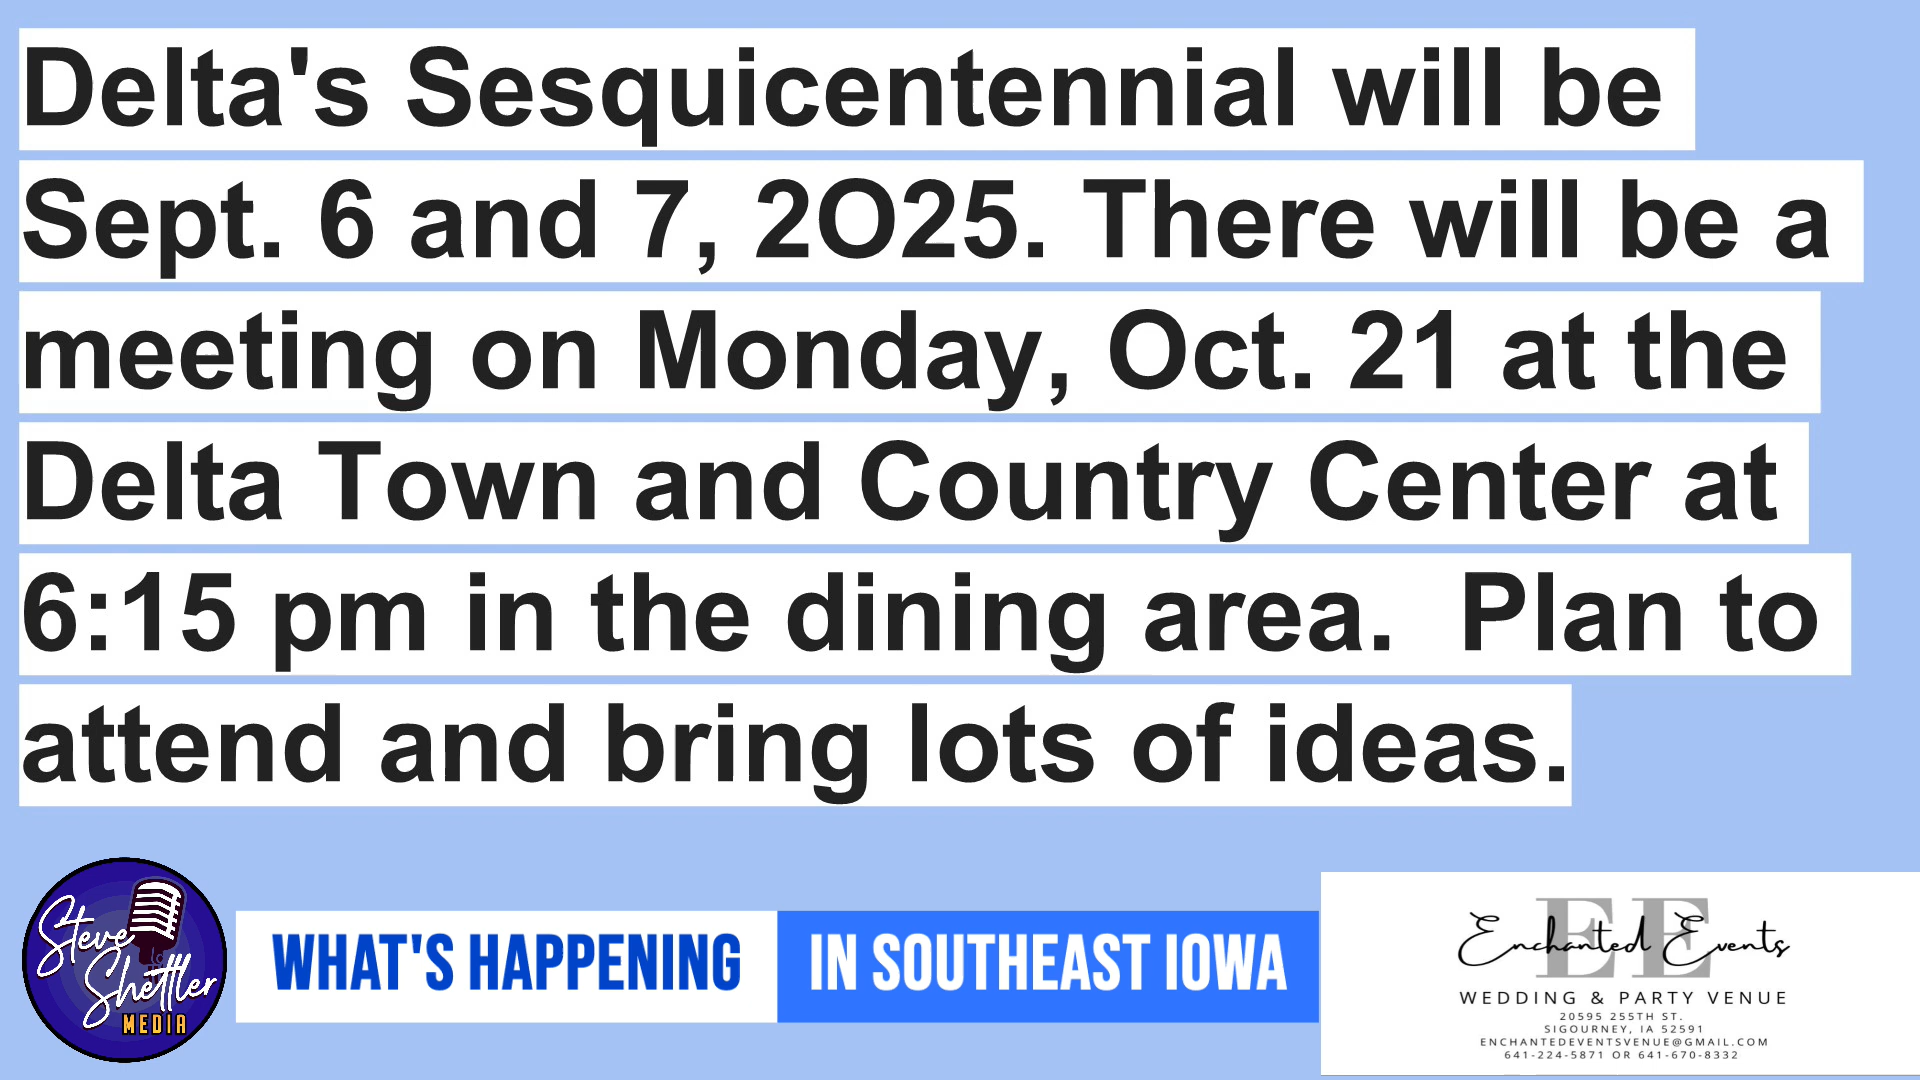 Delta's Sesquicentennial will be
Sept. 6 and 7, 2O25. There will be a
meeting on Monday, Oct. 21 at the
Delta Town and Country Center at
6:15 pm in the dining area.  Plan to
attend and bring lots of ideas.
Steve
Shettler
MEDIA
WHAT'S HAPPENING IN SOUTHEAST IOWA
EE
Enchanted Events
WEDDING & PARTY VENUE
20595 255TH ST.
SIGOURNEY, IA 52591
ENCHANTEDEVENTSVENUE@GMAIL.COM
641-224-5871 OR 641-670-8332